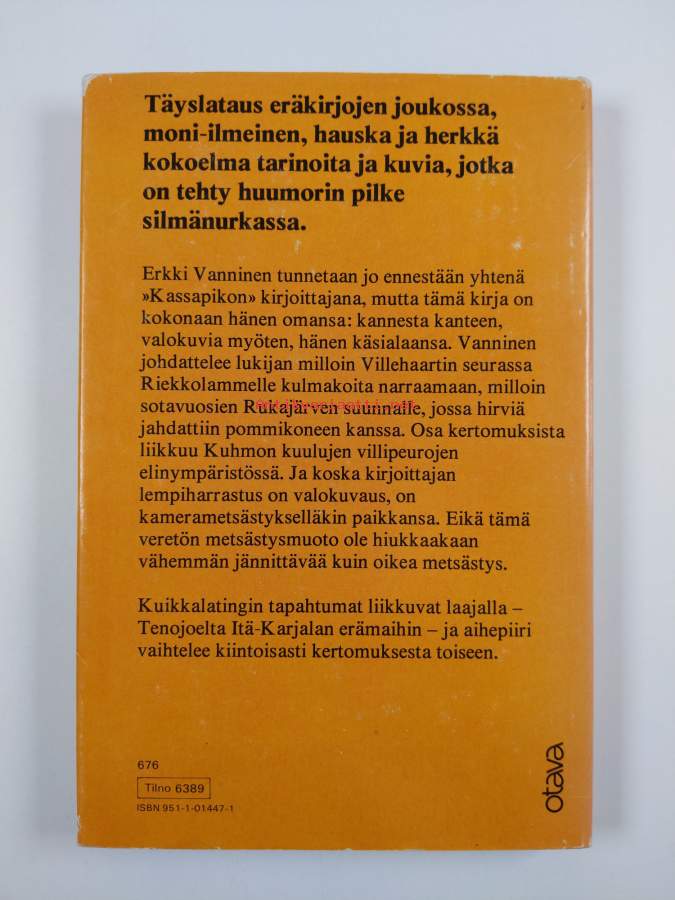 Täyslataus eräkirjojen joukossa,
moni-ilmeinen, hauska ja herkkä
kokoelma tarinoita ja kuvia, jotka
on tehty huumorin pilke
silmänurkassa.
Erkki Vanninen tunnetaan jo ennestään yhtenä
»Kassapikon» kirjoittajana, mutta tämä kirja on
kokonaan hänen omansa: kannesta kanteen,
valokuvia myöten, hänen käsialaansa. Vanninen
johdattelee lukijan milloin Villehaartin seurassa
Riekkolammelle kulmakoita narraamaan, milloin
sotavuosien Rukajärven suunnalle, jossa hirviä
jahdattiin pommikoneen kanssa. Osa kertomuksista
liikkuu Kuhmon kuulujen villipeurojen
elinympäristössä. Ja koska kirjoittajan
lempiharrastus on valokuvaus, on
kamerametsästykselläkin paikkansa. Eikä tämä
veretön metsästysmuoto ole hiukkaakaan
vähemmän jännittävää kuin oikea metsästys.
Kuikkalatingin tapahtumat liikkuvat laajalla –
Tenojoelta Itä-Karjalan erämaihin – ja aihepiiri
vaihtelee kiintoisasti kertomuksesta toiseen.
676
Tilno 6389
ISBN 951-1-01447-1
otava